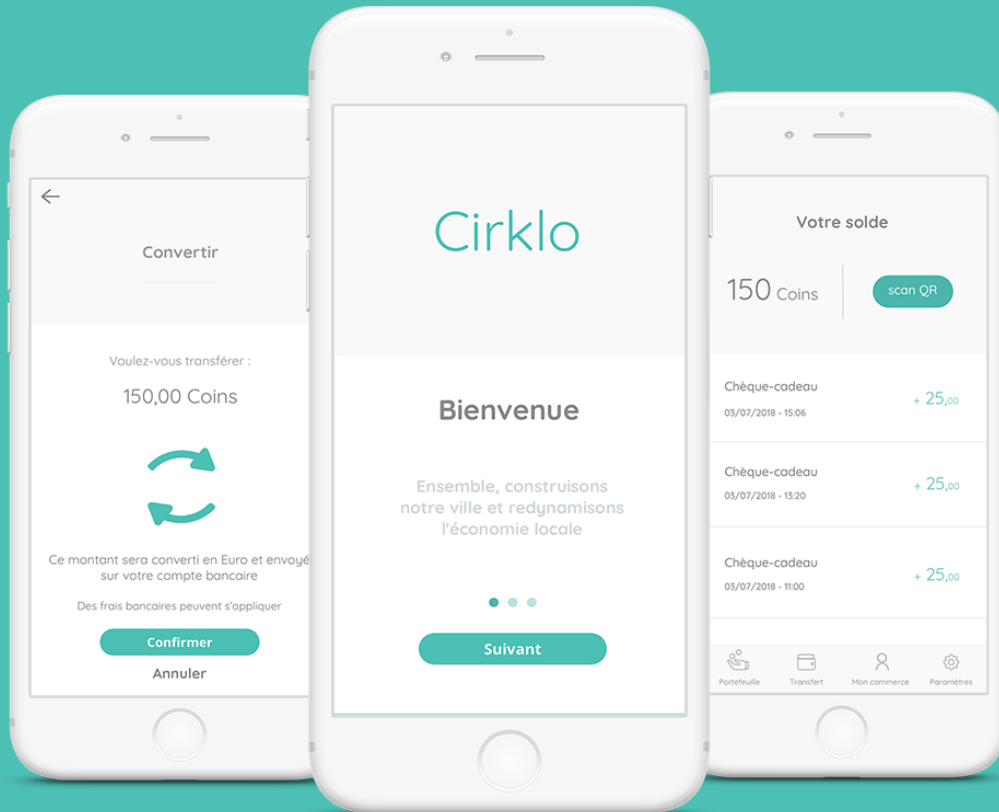 Convertir
Voulez-vous transférer :
150,00 Coins
Ce montant sera converti en Euro et envoyé
sur votre compte bancaire
Des frais bancaires peuvent s'appliquer
Confirmer
Annuler
Cirklo
Bienvenue
Ensemble, construisons
notre ville et redynamisons
l'économie locale
Suivant
Votre solde
150 Coins
scan QR
Chèque-cadeau
+ 25,00
03/07/2018 - 15:06
Chèque-cadeau
+ 25,00
03/07/2018 - 13:20
Chèque-cadeau
+ 25,00
03/07/2018 - 11:00
Portefeuille Transfert Mon commerce Paramètres